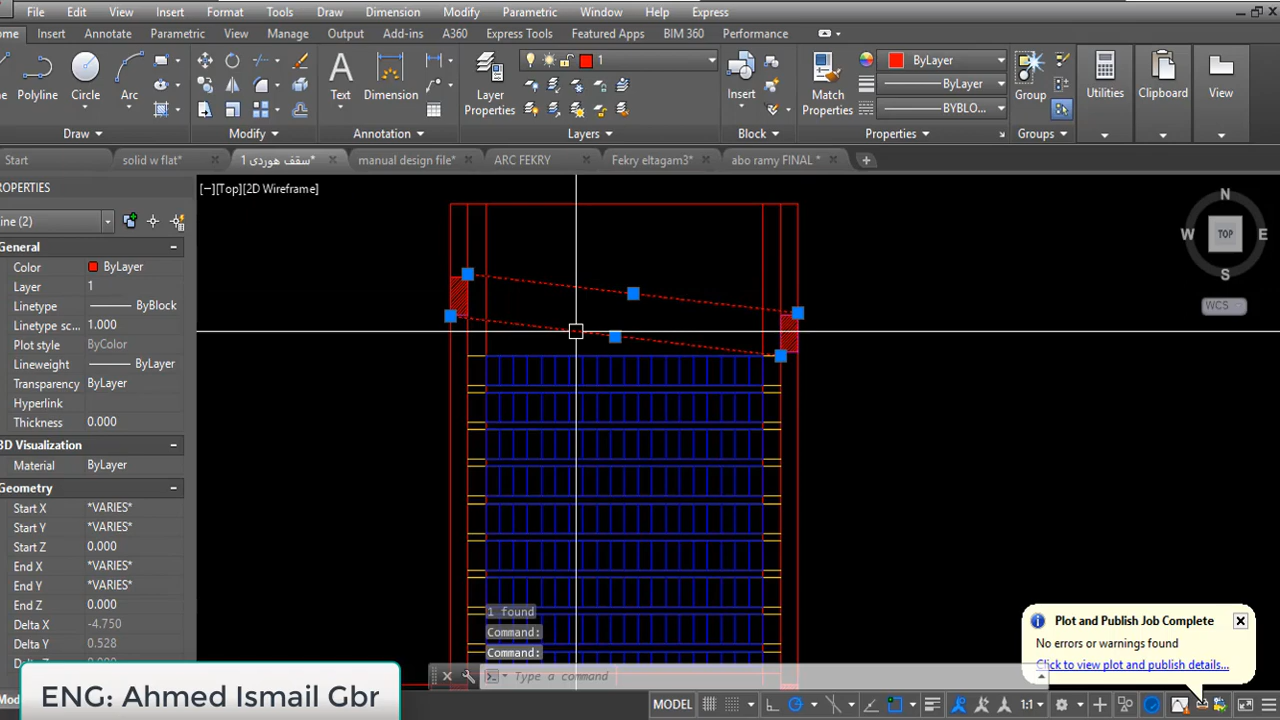 File Edit View Insert Format Tools Draw Dimension Modify Parametric Window Help Express
Insert Annotate Parametric View Manage Output Add-ins A360 Express Tools Featured Apps BIM 360 Performance
Polyline Circle Arc Text Dimension Layer Properties 1 Insert Match Properties ByLayer ByLayer BYBLO... Group Utilities Clipboard View
Draw Modify Annotation Layers Block Properties Groups
Start solid w flat* سقف هوردي 1* manual design file* ARC FEKRY Fekry eltagam3* abo ramy FINAL * +
ROPERTIES
[−][Top][2D Wireframe]
ine (2)
General
Color ByLayer
Layer 1
Linetype ByBlock
Linetype sc... 1.000
Plot style ByColor
Lineweight ByLayer
Transparency ByLayer
Hyperlink
Thickness 0.000
3D Visualization
Material ByLayer
Geometry
Start X *VARIES*
Start Y *VARIES*
Start Z 0.000
End X *VARIES*
End Y *VARIES*
End Z 0.000
Delta X -4.750
Delta Y 0.528
N
W TOP E
S
WCS
1 found
Command:
Command:
Type a command
Plot and Publish Job Complete
No errors or warnings found
Click to view plot and publish details...
ENG: Ahmed Ismail Gbr
MODEL 1:1